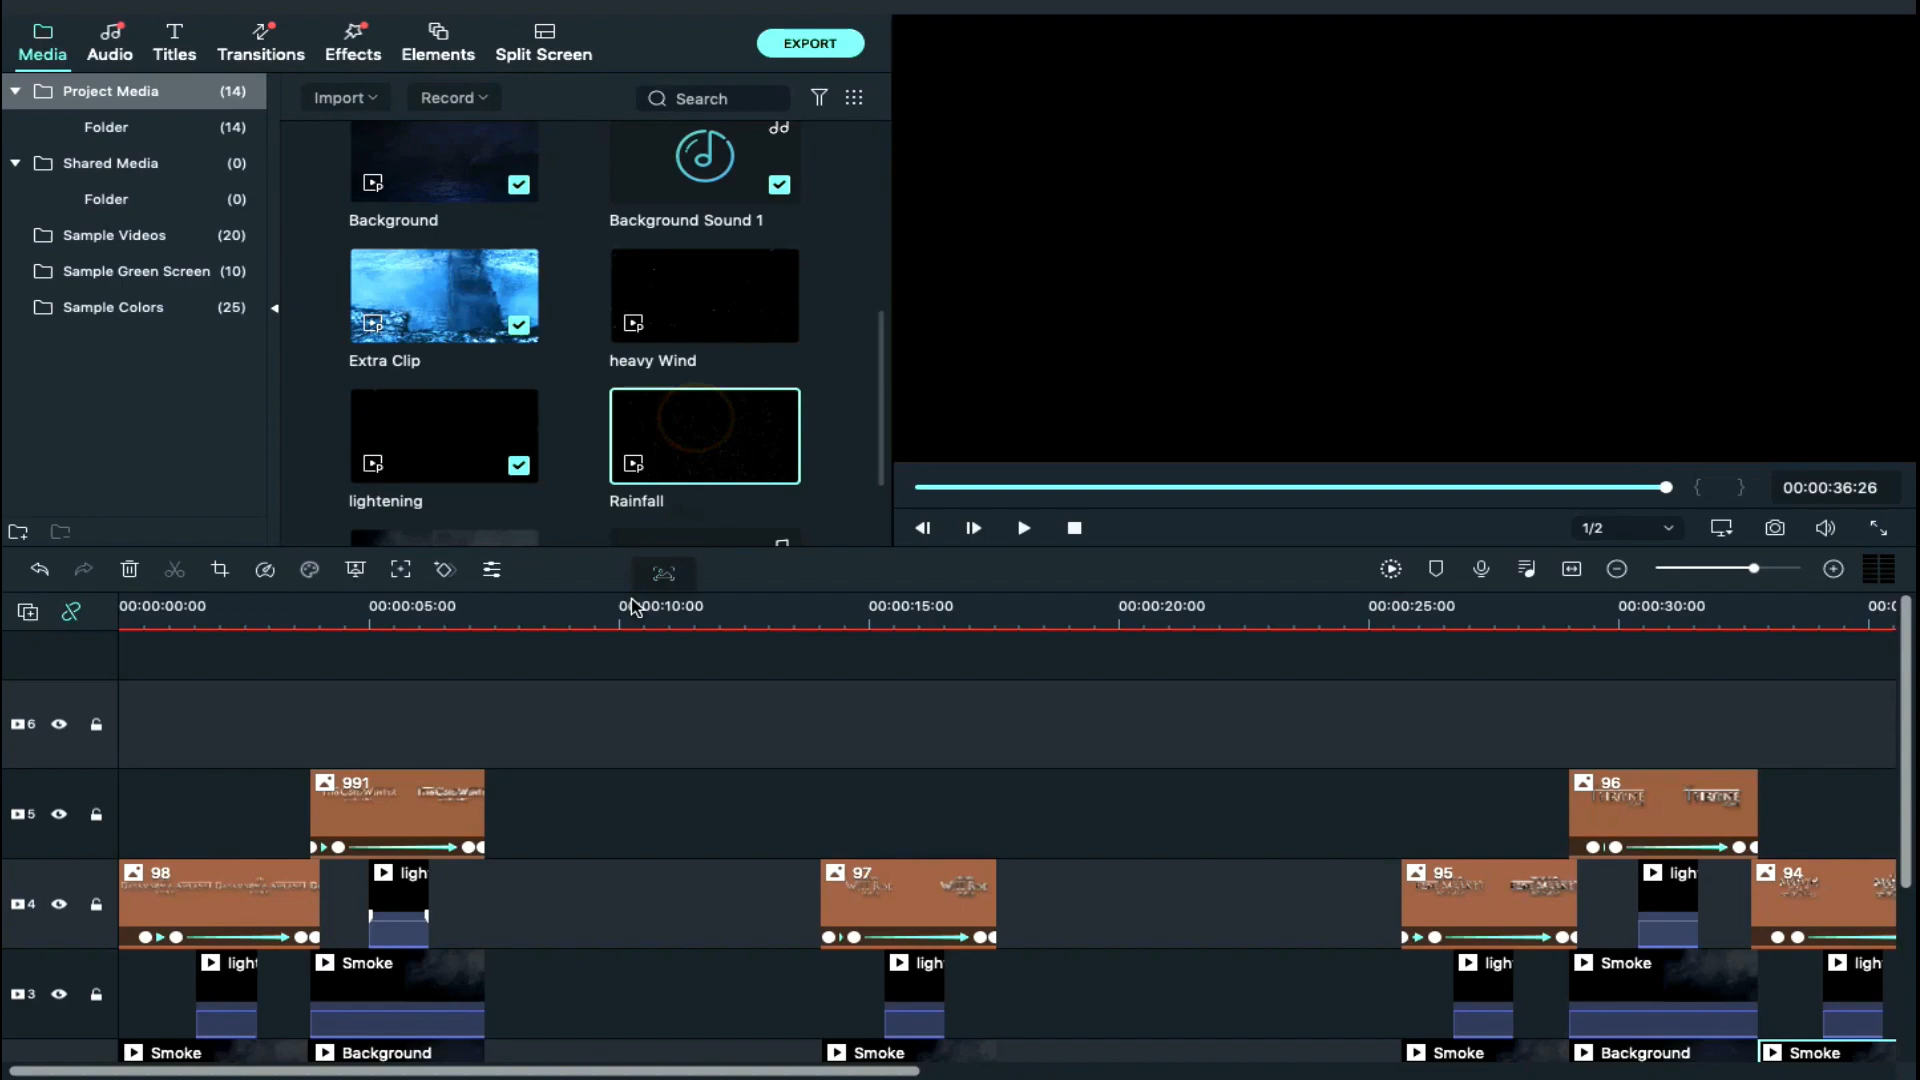 Media Audio Titles Transitions Effects Elements Split Screen EXPORT
Project Media (14)
Folder (14)
Shared Media (0)
Folder (0)
Sample Videos (20)
Sample Green Screen (10)
Sample Colors (25)
Import Record Search
Background Background Sound 1
Extra Clip heavy Wind
lightening Rainfall
00:00:36:26
1/2
00:00:00:00 00:00:05:00 00:00:10:00 00:00:15:00 00:00:20:00 00:00:25:00 00:00:30:00
6
991 96
5
98 ligh 97 95 ligh 94
4
ligh Smoke ligh ligh Smoke ligh
3
Smoke Background Smoke Smoke Background Smoke